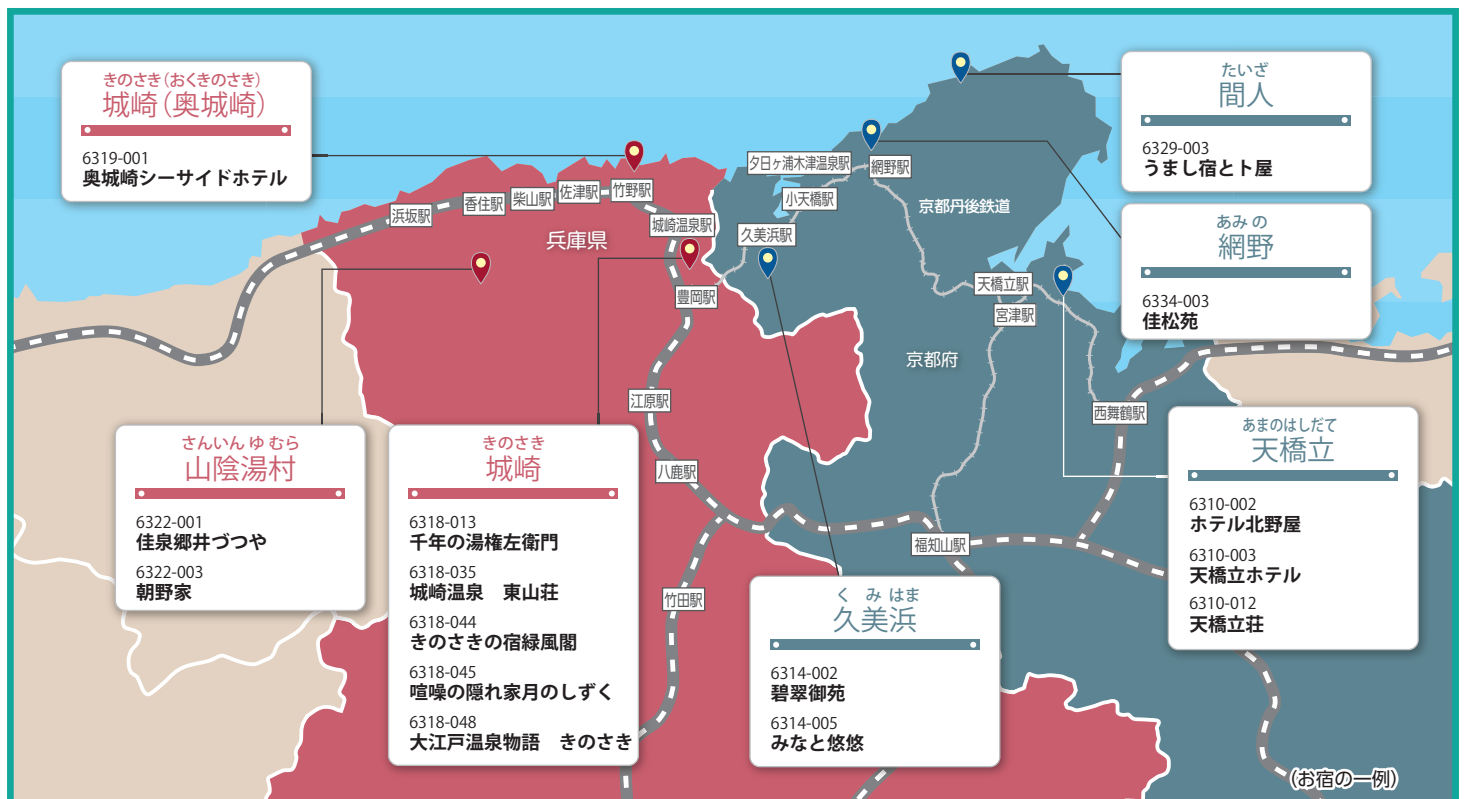 きのさき(おくきのさき)
城崎(奥城崎)
6319-001
奥城崎シーサイドホテル
たいざ
間人
6329-003
うまし宿とト屋
あみの
網野
6334-003
佳松苑
浜坂駅
香住駅
柴山駅
佐津駅
竹野駅
城崎温泉駅
兵庫県
豊岡駅
江原駅
八鹿駅
竹田駅
夕日ヶ浦木津温泉駅
網野駅
小天橋駅
久美浜駅
京都丹後鉄道
天橋立駅
宮津駅
京都府
西舞鶴駅
福知山駅
さんいんゆむら
山陰湯村
6322-001
佳泉郷井づつや
6322-003
朝野家
きのさき
城崎
6318-013
千年の湯権左衛門
6318-035
城崎温泉 東山荘
6318-044
きのさきの宿緑風閣
6318-045
喧噪の隠れ家月のしずく
6318-048
大江戸温泉物語 きのさき
くみはま
久美浜
6314-002
碧翠御苑
6314-005
みなと悠悠
あまのはしだて
天橋立
6310-002
ホテル北野屋
6310-003
天橋立ホテル
6310-012
天橋立荘
(お宿の一例)